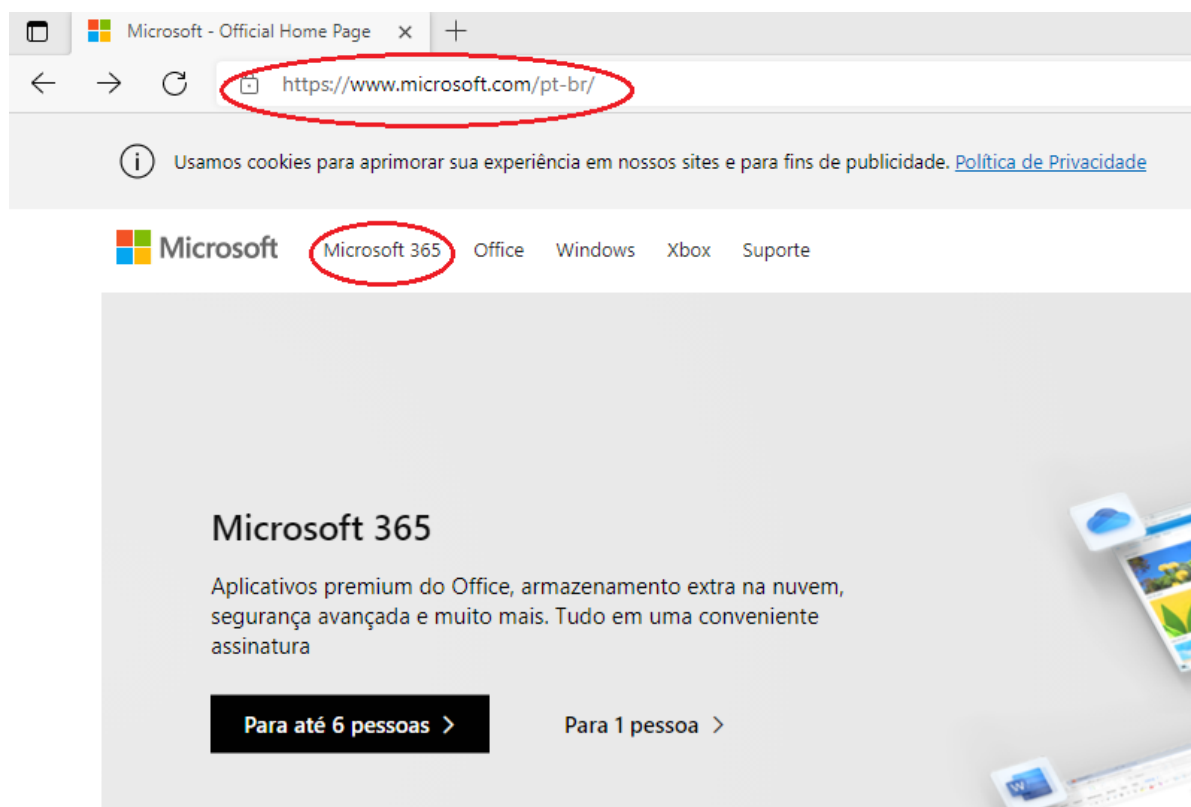 Microsoft - Official Home Page
https://www.microsoft.com/pt-br/
Usamos cookies para aprimorar sua experiência em nossos sites e para fins de publicidade. Política de Privacidade
Microsoft Microsoft 365 Office Windows Xbox Suporte
Microsoft 365
Aplicativos premium do Office, armazenamento extra na nuvem,
segurança avançada e muito mais. Tudo em uma conveniente
assinatura
Para até 6 pessoas
Para 1 pessoa
W